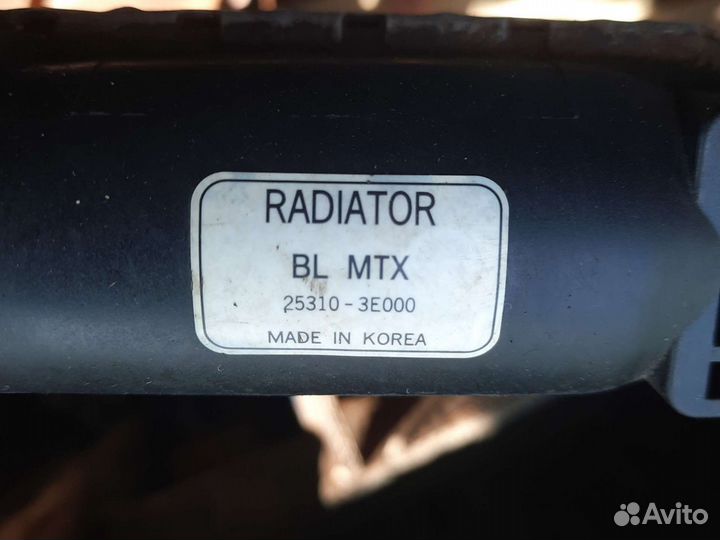 RADIATOR
BL MTX
25310-3E000
MADE IN KOREA
Avito